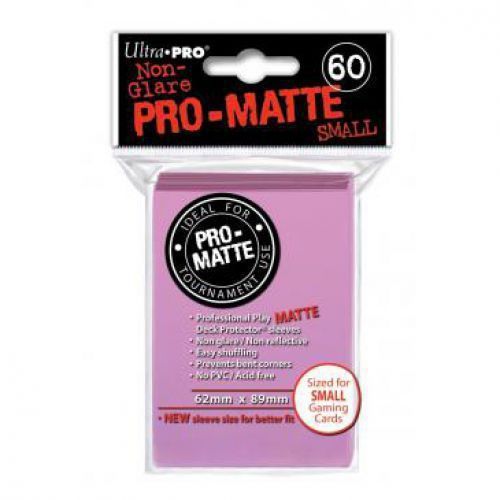 Ultra•PRO
60
Non-
Glare
PRO-MATTE
SMALL
IDEAL FOR
PRO-
MATTE
TOURNAMENT USE
• Professional Play MATTE
Deck Protector® sleeves
• Non glare / Non reflective
• Easy shuffling
• Prevents bent corners
• No PVC / Acid free
62mm x 89mm
• NEW sleeve size for better fit
Sized for
SMALL
Gaming
Cards